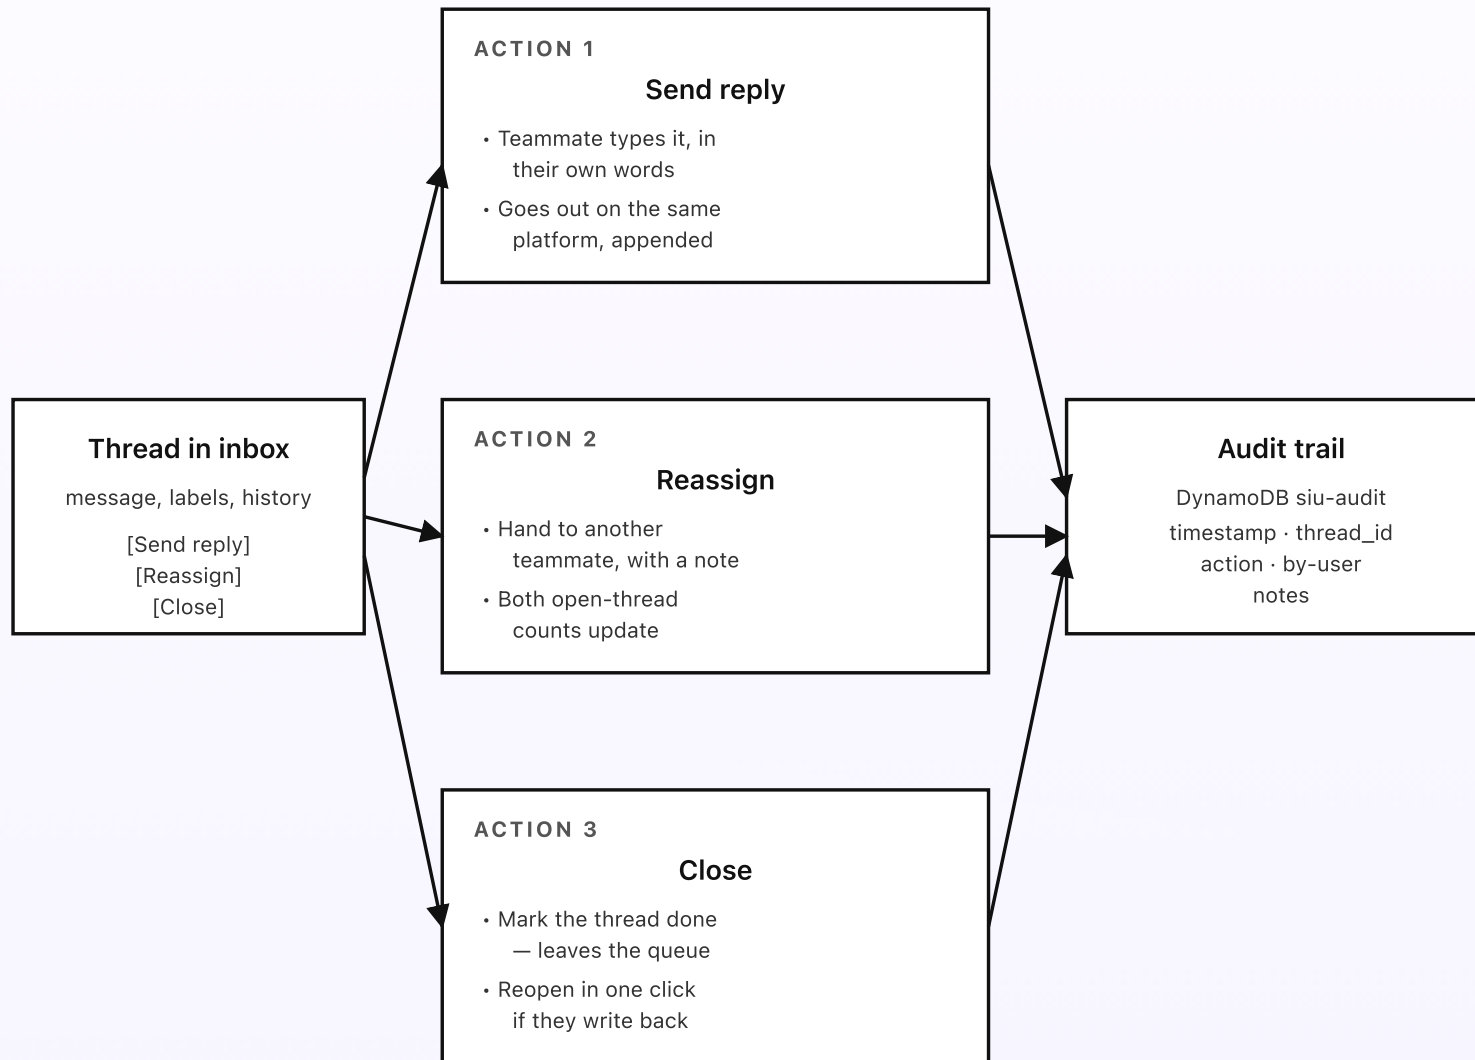 ACTION 1
Send reply
• Teammate types it, in
their own words
• Goes out on the same
platform, appended
Thread in inbox
message, labels, history
[Send reply]
[Reassign]
[Close]
ACTION 2
Reassign
• Hand to another
teammate, with a note
• Both open-thread
counts update
Audit trail
DynamoDB siu-audit
timestamp · thread_id
action · by-user
notes
ACTION 3
Close
• Mark the thread done
— leaves the queue
• Reopen in one click
if they write back